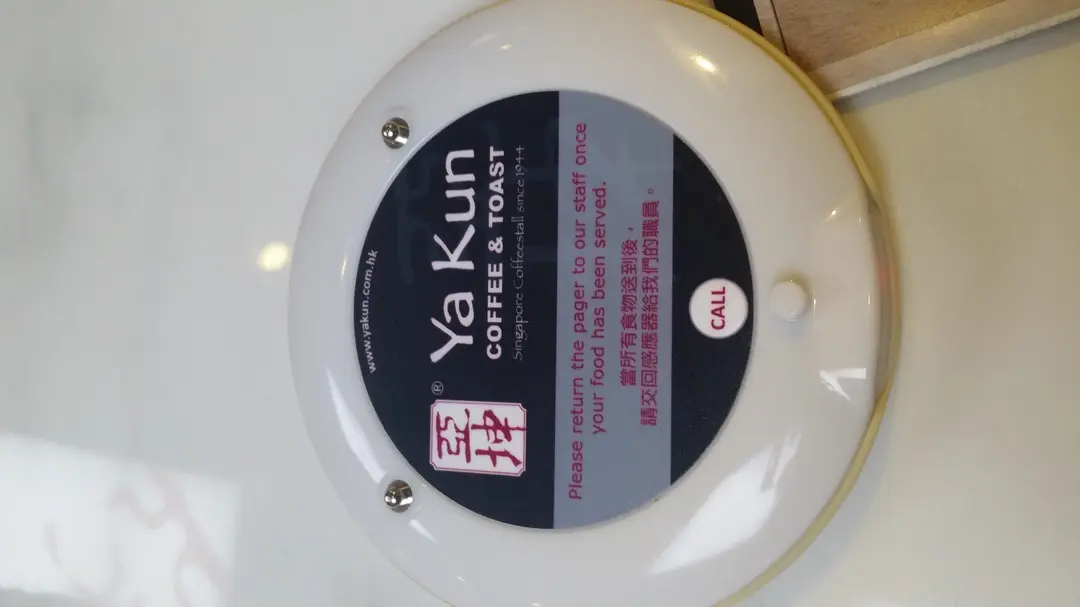 www.yakun.com.hk
亞坤®
Ya Kun
COFFEE & TOAST
Singapore Coffeestall since 1944
Please return the pager to our staff once
your food has been served.
當所有食物送到後，
請交回感應器給我們的職員。
CALL